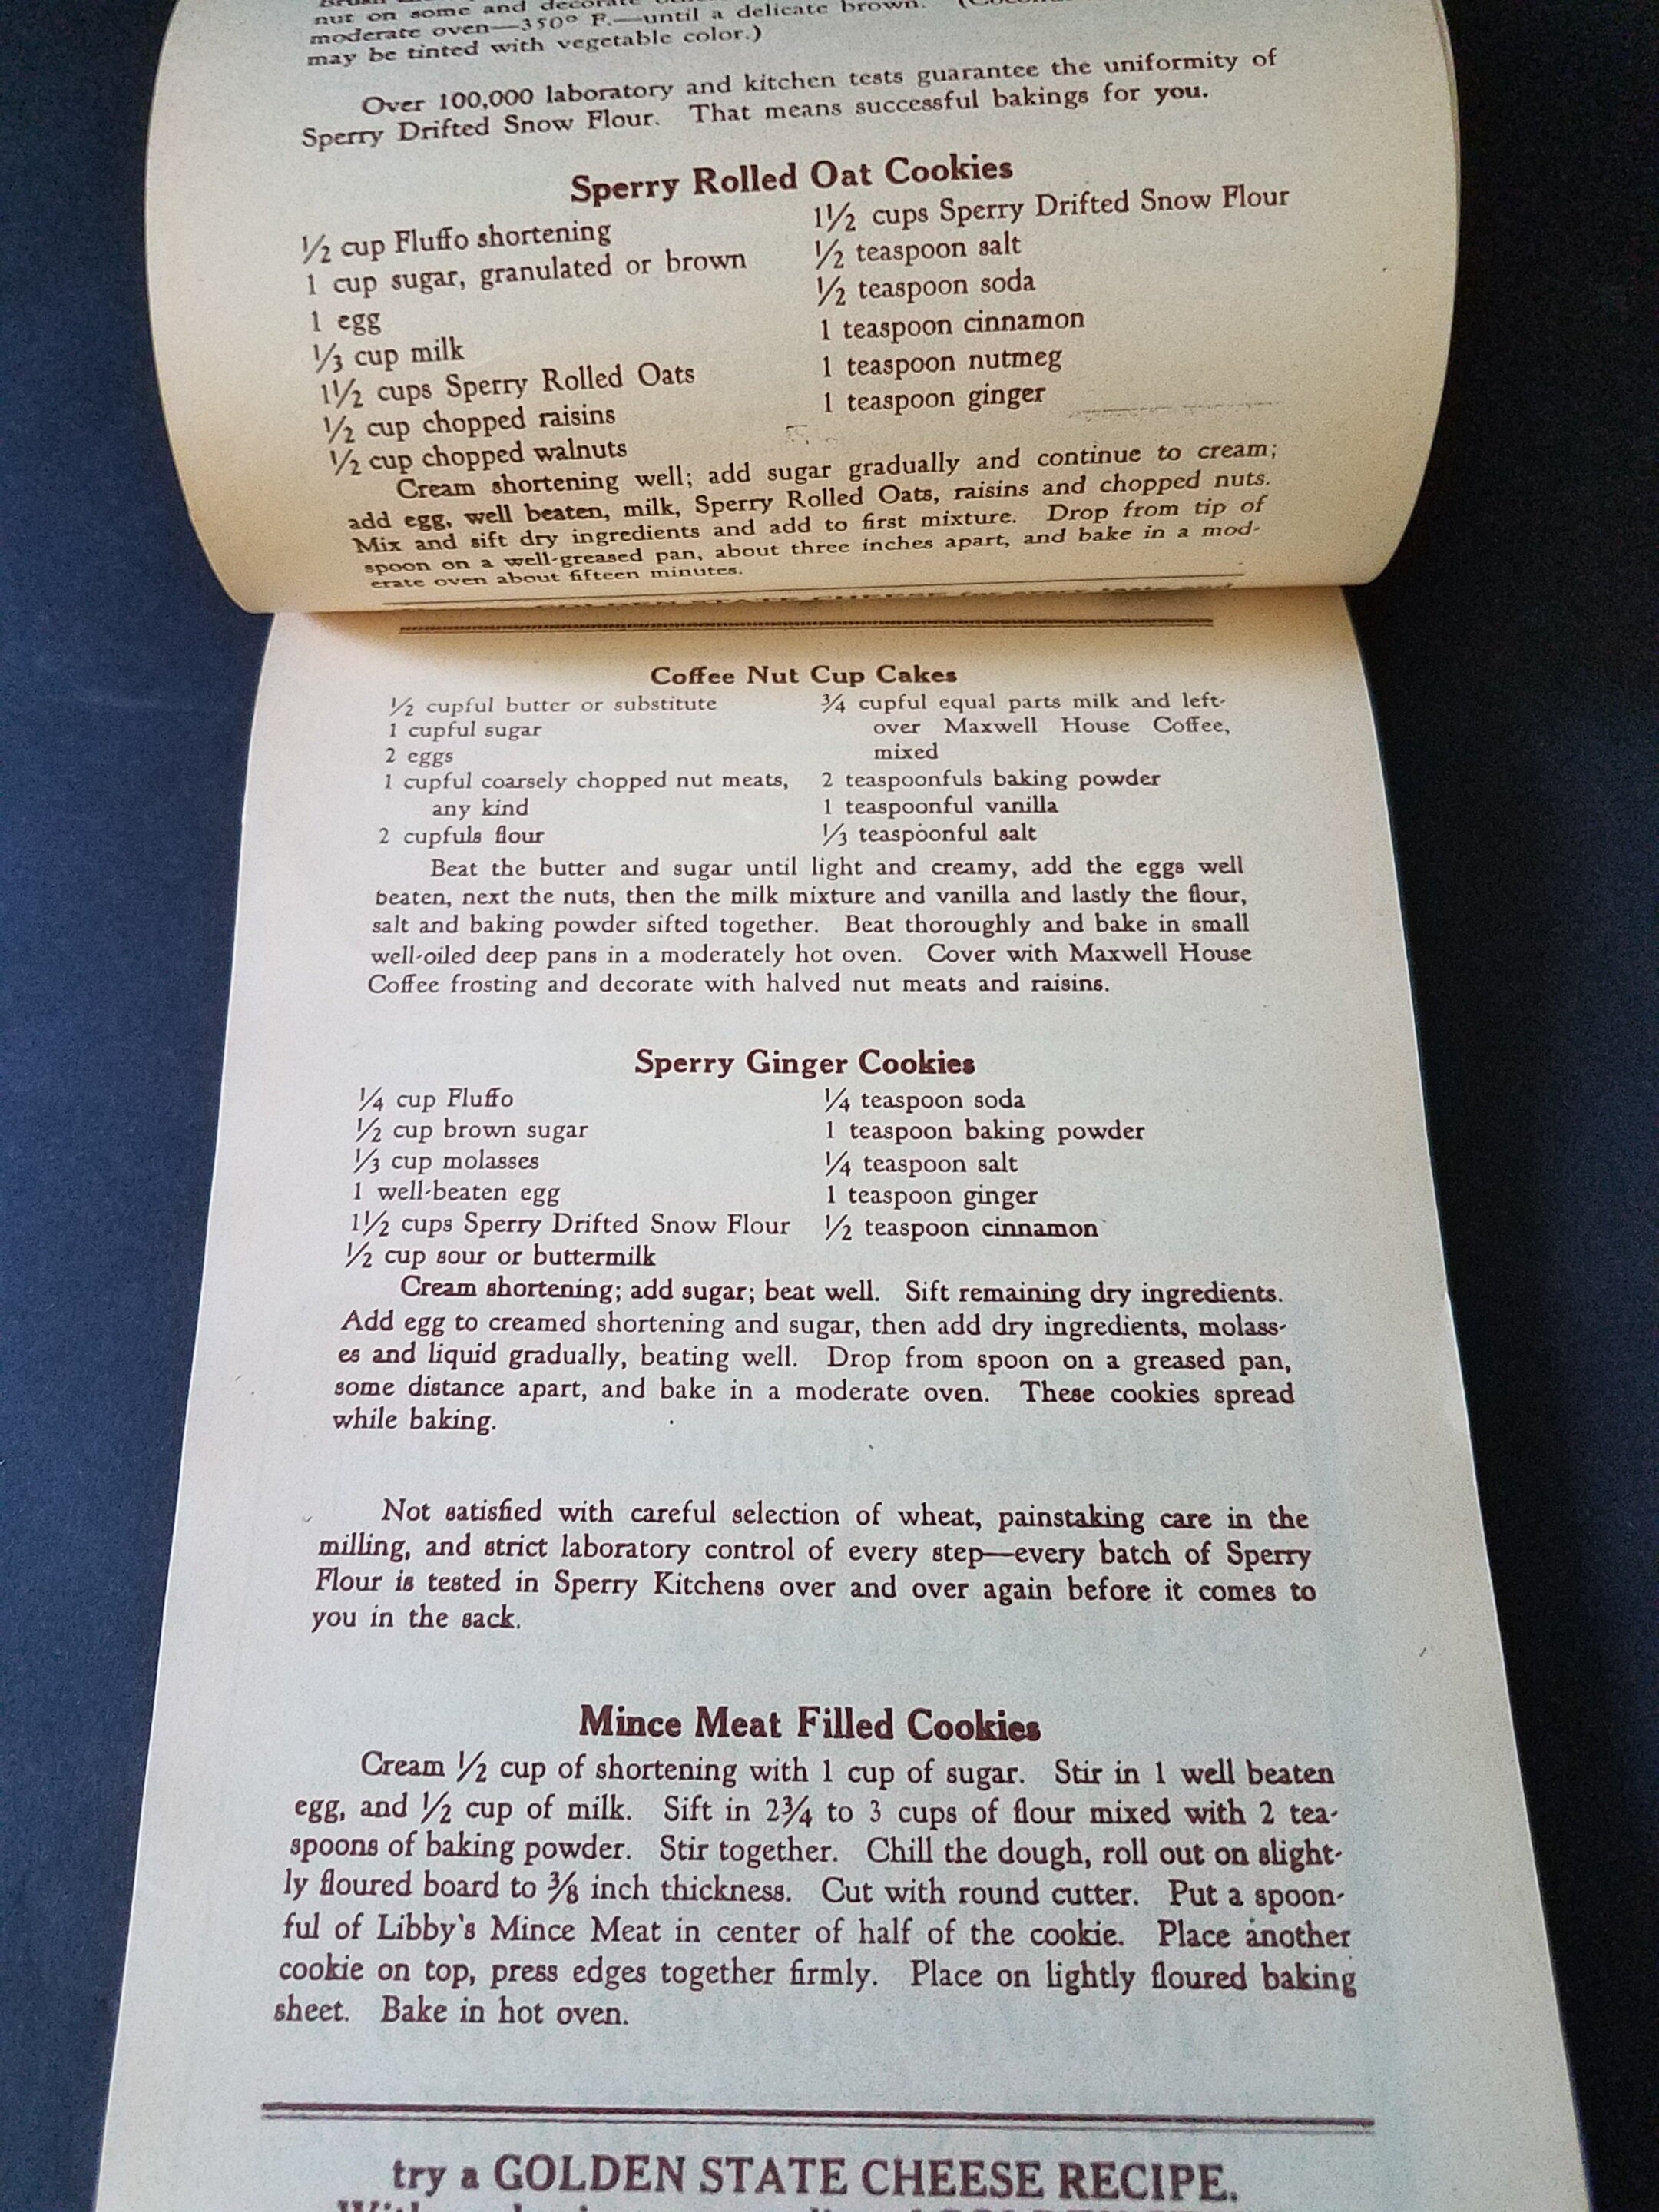 nut on some and decorate
moderate oven—350° F.—until a delicate brown.
may be tinted with vegetable color.)
Over 100,000 laboratory and kitchen tests guarantee the uniformity of
Sperry Drifted Snow Flour. That means successful bakings for you.
Sperry Rolled Oat Cookies
½ cup Fluffo shortening
1 cup sugar, granulated or brown
1 egg
⅓ cup milk
1½ cups Sperry Rolled Oats
½ cup chopped raisins
½ cup chopped walnuts
1½ cups Sperry Drifted Snow Flour
½ teaspoon salt
½ teaspoon soda
1 teaspoon cinnamon
1 teaspoon nutmeg
1 teaspoon ginger
Cream shortening well; add sugar gradually and continue to cream;
add egg, well beaten, milk, Sperry Rolled Oats, raisins and chopped nuts.
Mix and sift dry ingredients and add to first mixture. Drop from tip of
spoon on a well-greased pan, about three inches apart, and bake in a mod-
erate oven about fifteen minutes.
Coffee Nut Cup Cakes
½ cupful butter or substitute
1 cupful sugar
2 eggs
1 cupful coarsely chopped nut meats,
any kind
2 cupfuls flour
¾ cupful equal parts milk and left-
over Maxwell House Coffee,
mixed
2 teaspoonfuls baking powder
1 teaspoonful vanilla
⅓ teaspoonful salt
Beat the butter and sugar until light and creamy, add the eggs well
beaten, next the nuts, then the milk mixture and vanilla and lastly the flour,
salt and baking powder sifted together. Beat thoroughly and bake in small
well-oiled deep pans in a moderately hot oven. Cover with Maxwell House
Coffee frosting and decorate with halved nut meats and raisins.
Sperry Ginger Cookies
¼ cup Fluffo
½ cup brown sugar
⅓ cup molasses
1 well-beaten egg
1½ cups Sperry Drifted Snow Flour
½ cup sour or buttermilk
¼ teaspoon soda
1 teaspoon baking powder
¼ teaspoon salt
1 teaspoon ginger
½ teaspoon cinnamon
Cream shortening; add sugar; beat well. Sift remaining dry ingredients.
Add egg to creamed shortening and sugar, then add dry ingredients, molass-
es and liquid gradually, beating well. Drop from spoon on a greased pan,
some distance apart, and bake in a moderate oven. These cookies spread
while baking.
Not satisfied with careful selection of wheat, painstaking care in the
milling, and strict laboratory control of every step—every batch of Sperry
Flour is tested in Sperry Kitchens over and over again before it comes to
you in the sack.
Mince Meat Filled Cookies
Cream ½ cup of shortening with 1 cup of sugar. Stir in 1 well beaten
egg, and ½ cup of milk. Sift in 2¾ to 3 cups of flour mixed with 2 tea-
spoons of baking powder. Stir together. Chill the dough, roll out on slight-
ly floured board to ⅜ inch thickness. Cut with round cutter. Put a spoon-
ful of Libby's Mince Meat in center of half of the cookie. Place another
cookie on top, press edges together firmly. Place on lightly floured baking
sheet. Bake in hot oven.
try a GOLDEN STATE CHEESE RECIPE.